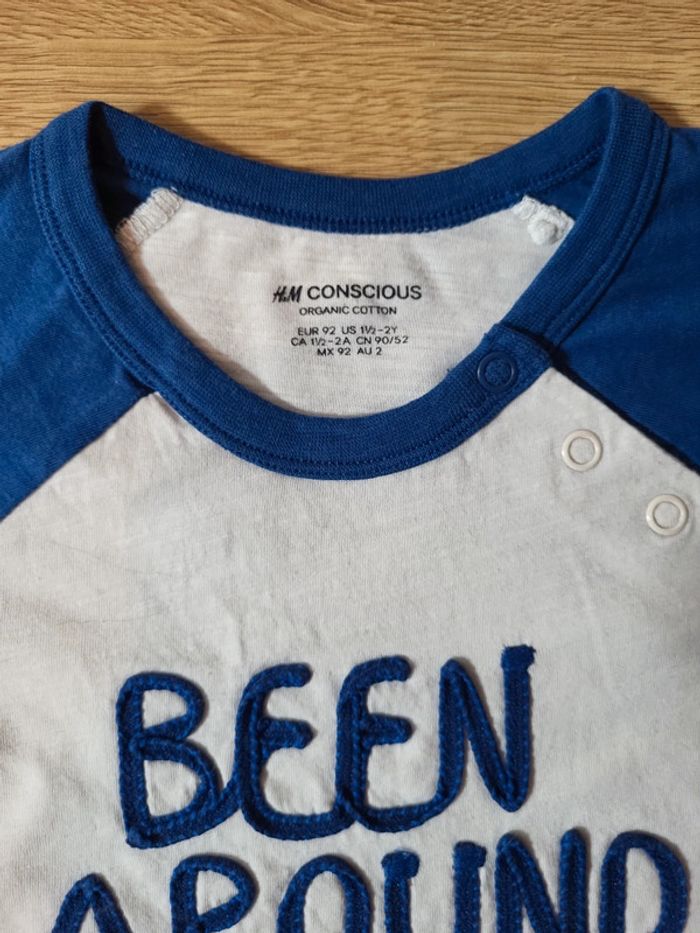 H&M CONSCIOUS
ORGANIC COTTON
EUR 92 US 1½-2Y
CA 1½-2A CN 90/52
MX 92 AU 2
BEEN
AROUND